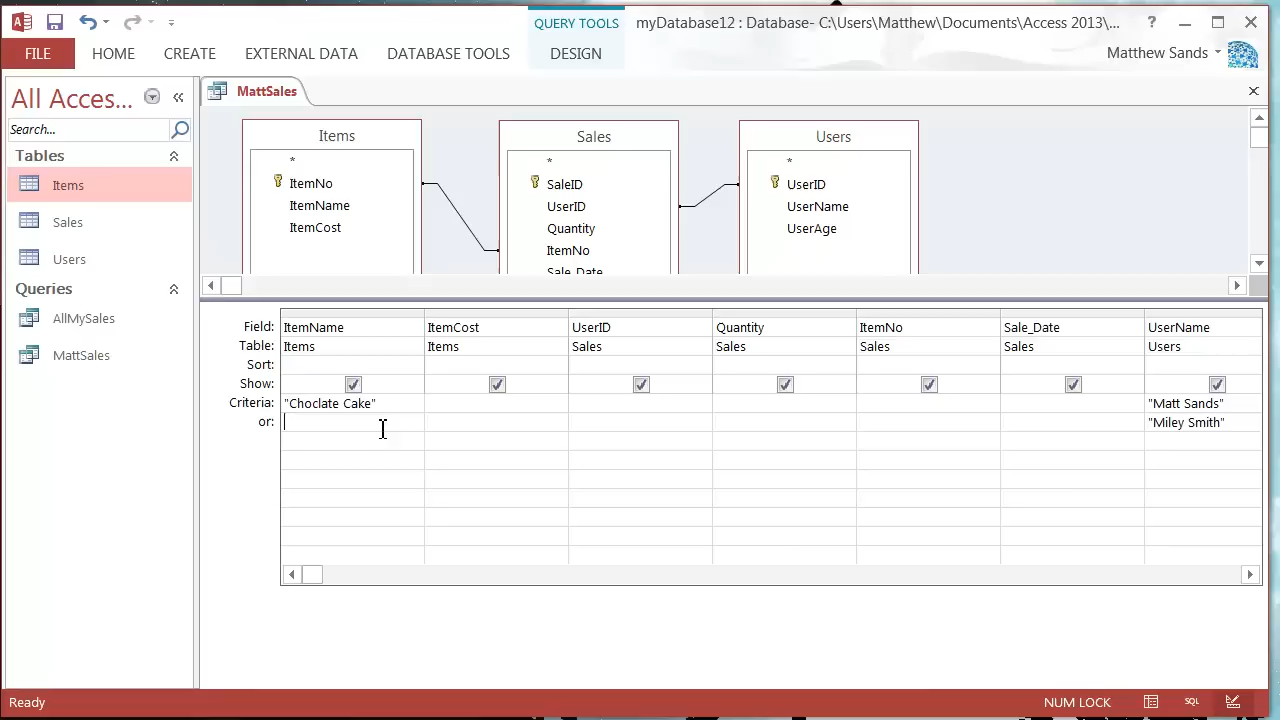 QUERY TOOLS myDatabase12 : Database- C:\Users\Matthew\Documents\Access 2013\... ?
FILE HOME CREATE EXTERNAL DATA DATABASE TOOLS DESIGN Matthew Sands
All Acces... «
Search...
Tables
Items
Sales
Users
Queries
AllMySales
MattSales
MattSales
Items
*
ItemNo
ItemName
ItemCost
Sales
*
SaleID
UserID
Quantity
ItemNo
Sale_Date
Users
*
UserID
UserName
UserAge
Field: ItemName ItemCost UserID Quantity ItemNo Sale_Date UserName
Table: Items Items Sales Sales Sales Sales Users
Sort:
Show:
Criteria: "Choclate Cake" "Matt Sands"
or: "Miley Smith"
Ready NUM LOCK SQL